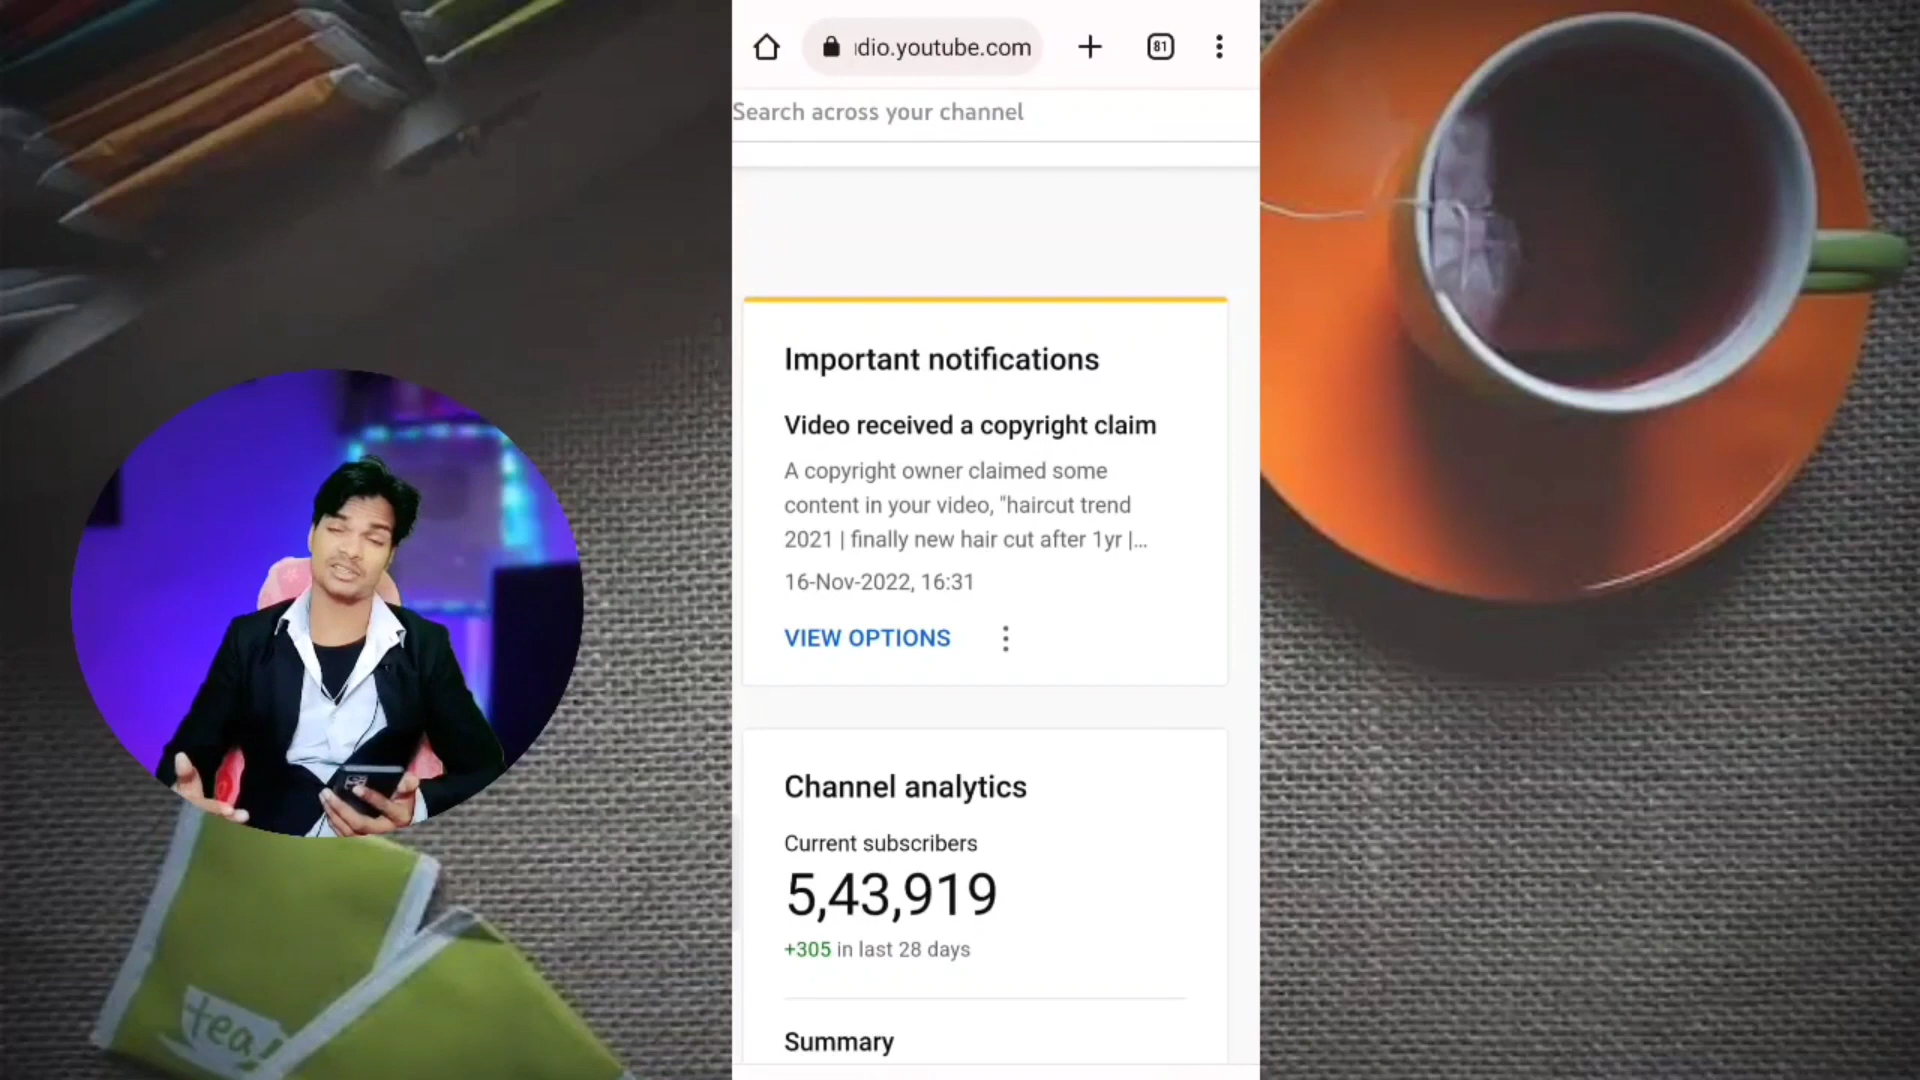 ıdio.youtube.com
81
Search across your channel
Important notifications
Video received a copyright claim
A copyright owner claimed some
content in your video, "haircut trend
2021 | finally new hair cut after 1yr |...
16-Nov-2022, 16:31
VIEW OPTIONS
Channel analytics
Current subscribers
5,43,919
+305 in last 28 days
Summary
tea!